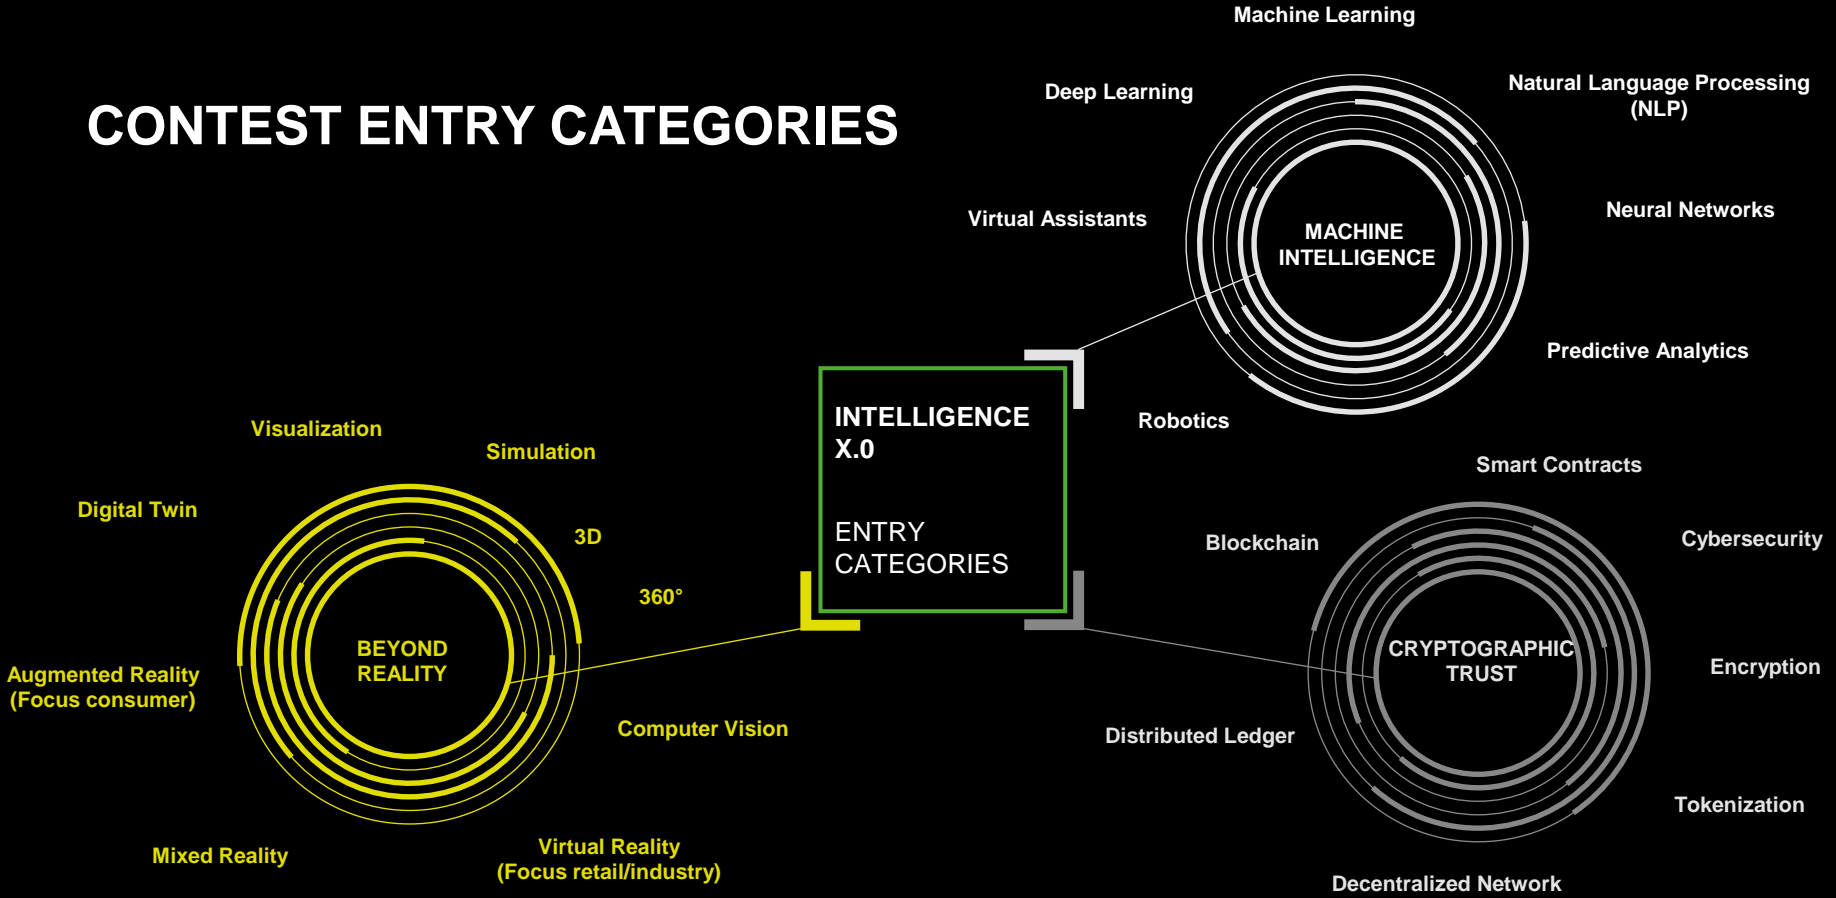 CONTEST ENTRY CATEGORIES
Machine Learning
Deep Learning
Natural Language Processing
(NLP)
Virtual Assistants
Neural Networks
MACHINE
INTELLIGENCE
Predictive Analytics
Robotics
INTELLIGENCE
X.0
ENTRY
CATEGORIES
Visualization
Simulation
Digital Twin
3D
360°
BEYOND
REALITY
Augmented Reality
(Focus consumer)
Computer Vision
Mixed Reality
Virtual Reality
(Focus retail/industry)
Smart Contracts
Blockchain
Cybersecurity
CRYPTOGRAPHIC
TRUST
Encryption
Distributed Ledger
Tokenization
Decentralized Network